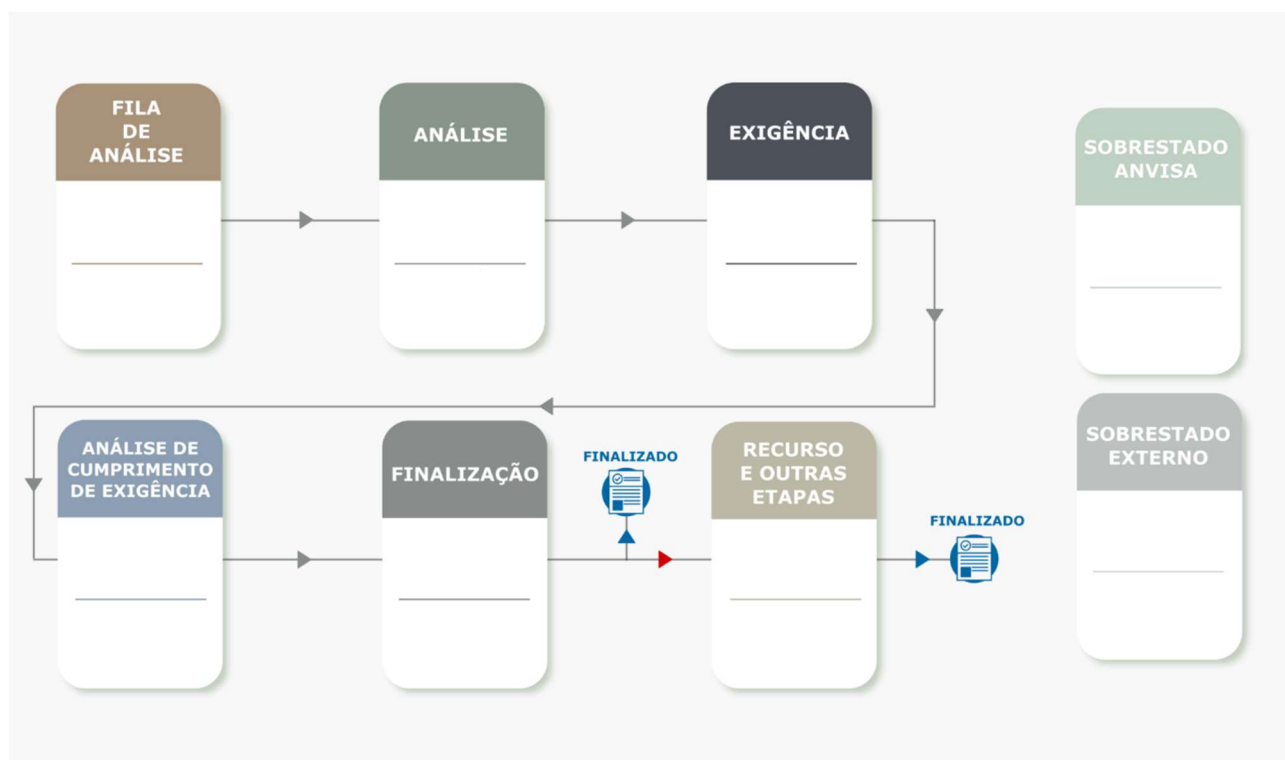 FILA
DE
ANÁLISE
ANÁLISE
EXIGÊNCIA
SOBRESTADO
ANVISA
ANÁLISE DE
CUMPRIMENTO
DE EXIGÊNCIA
FINALIZAÇÃO
FINALIZADO
RECURSO
E OUTRAS
ETAPAS
FINALIZADO
SOBRESTADO
EXTERNO